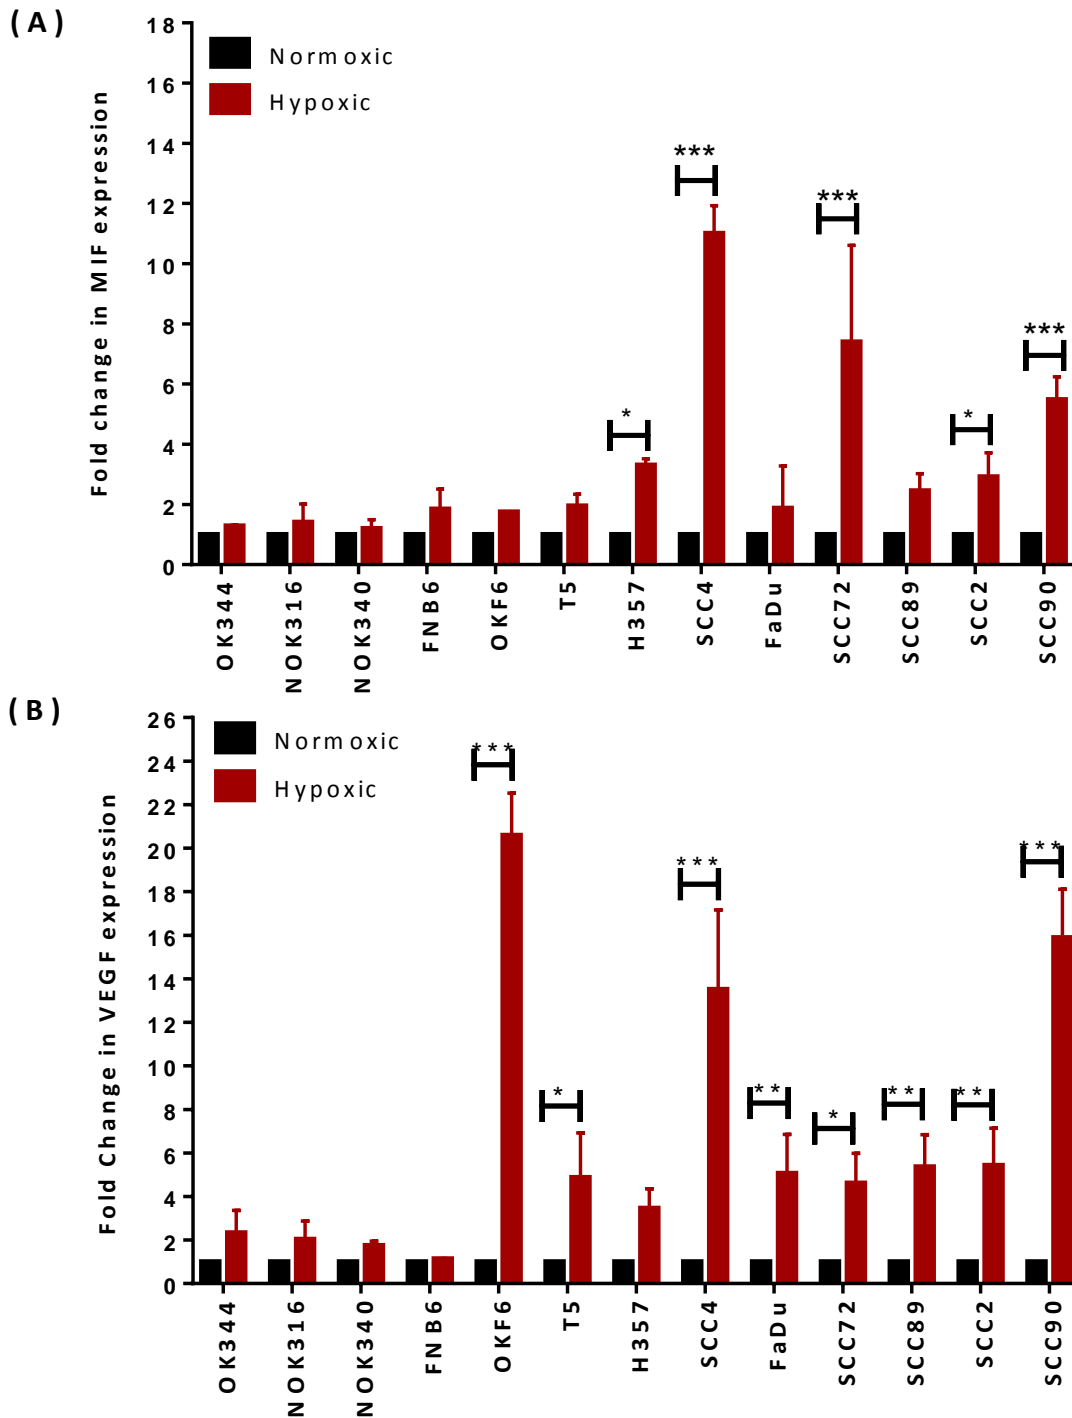 (A)
Fold change in MIF expression
18
16
14
12
10
8
6
4
2
0
Normoxic
Hypoxic
*
***
***
*
***
OK344
NOK316
NOK340
FNB6
OKF6
T5
H357
SCC4
FaDu
SCC72
SCC89
SCC2
SCC90
(B)
Fold Change in VEGF expression
26
24
22
20
18
16
14
12
10
8
6
4
2
0
Normoxic
Hypoxic
***
*
***
**
*
**
**
***
OK344
NOK316
NOK340
FNB6
OKF6
T5
H357
SCC4
FaDu
SCC72
SCC89
SCC2
SCC90